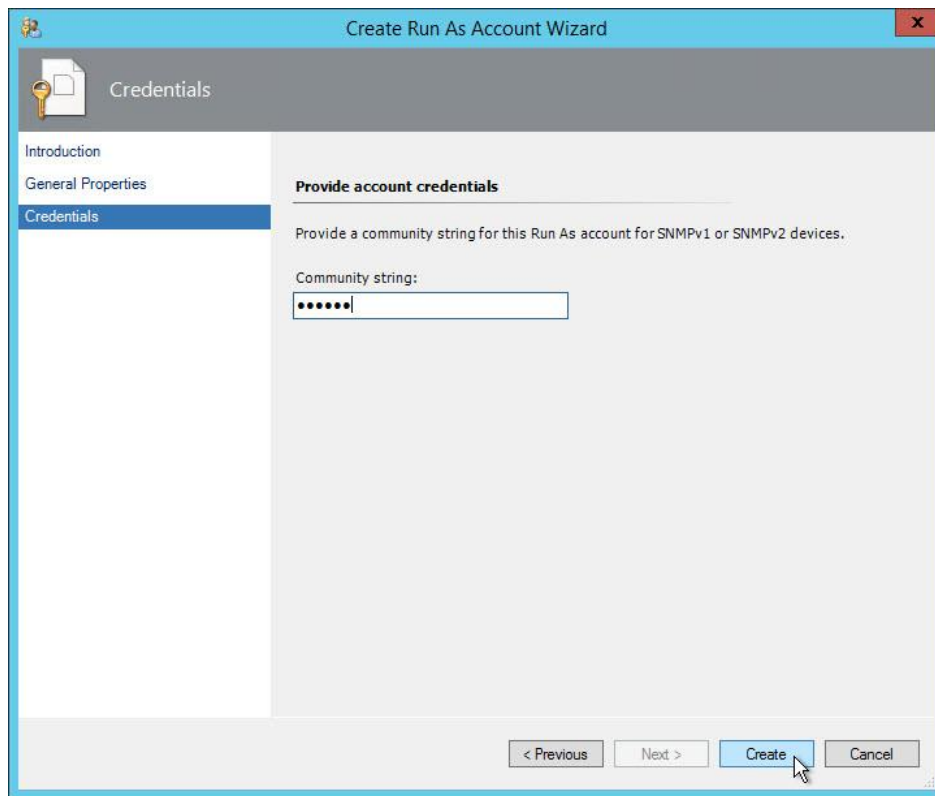 Create Run As Account Wizard
x
Credentials
Introduction
General Properties
Credentials
Provide account credentials
Provide a community string for this Run As account for SNMPv1 or SNMPv2 devices.
Community string:
••••••
< Previous
Next >
Create
Cancel